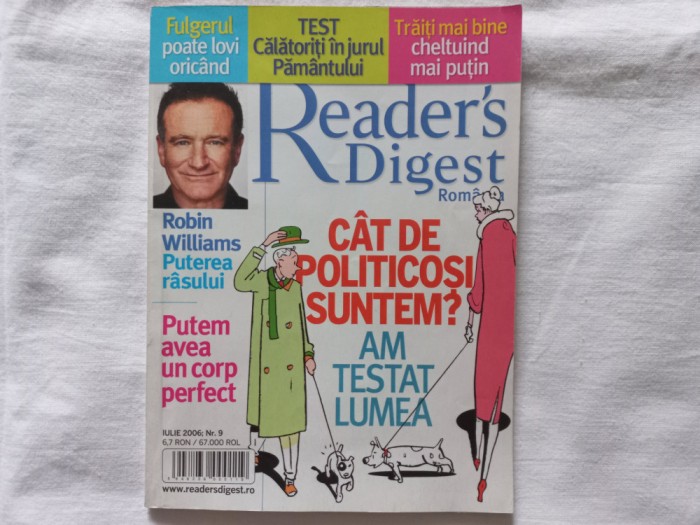 Fulgerul
poate lovi
oricând
TEST
Călătoriți în jurul
Pământului
Trăiți mai bine
cheltuind
mai puțin
Reader's
Digest
România
Robin
Williams
Puterea
râsului
CÂT DE
POLITICOȘI
SUNTEM?
AM
TESTAT
LUMEA
Putem
avea
un corp
perfect
IULIE 2006; Nr. 9
6,7 RON / 67.000 ROL
www.readersdigest.ro